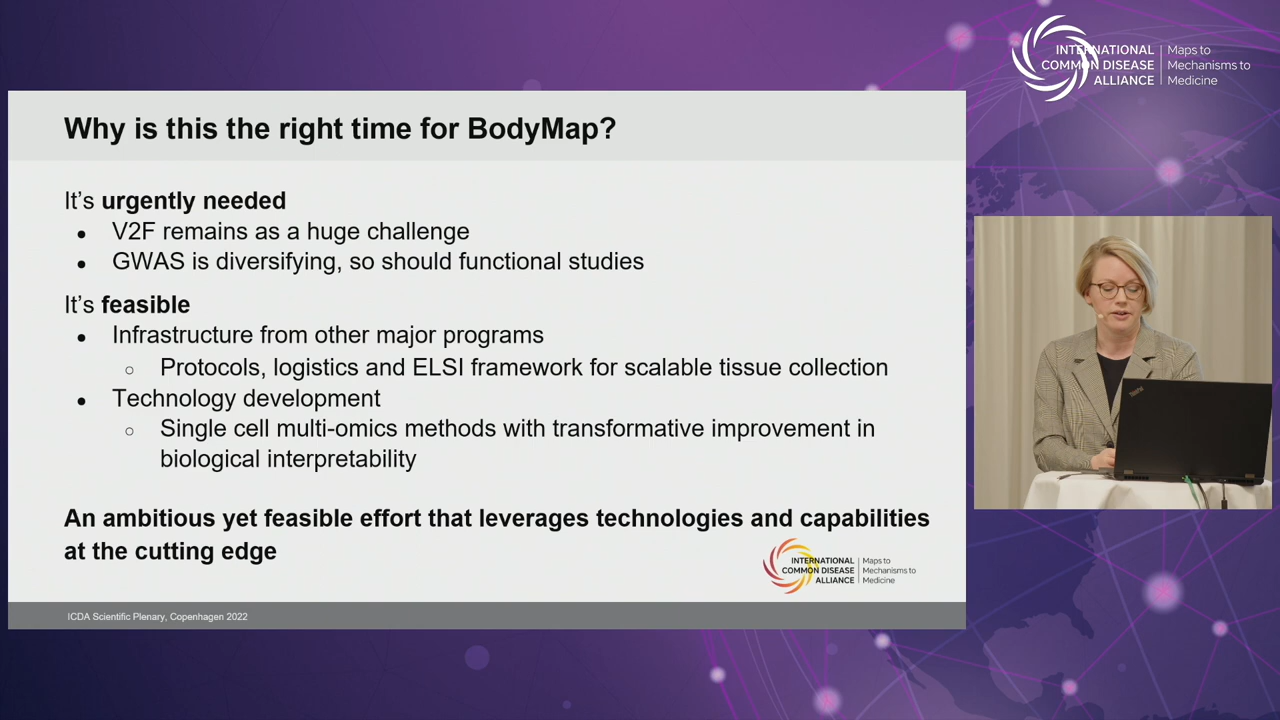 INTERNATIONAL
COMMON DISEASE
ALLIANCE
Maps to
Mechanisms to
Medicine
Why is this the right time for BodyMap?
It's urgently needed
● V2F remains as a huge challenge
● GWAS is diversifying, so should functional studies
It's feasible
● Infrastructure from other major programs
○ Protocols, logistics and ELSI framework for scalable tissue collection
● Technology development
○ Single cell multi-omics methods with transformative improvement in
biological interpretability
An ambitious yet feasible effort that leverages technologies and capabilities
at the cutting edge
INTERNATIONAL
COMMON DISEASE
ALLIANCE
Maps to
Mechanisms to
Medicine
ICDA Scientific Plenary, Copenhagen 2022
ThinkPad